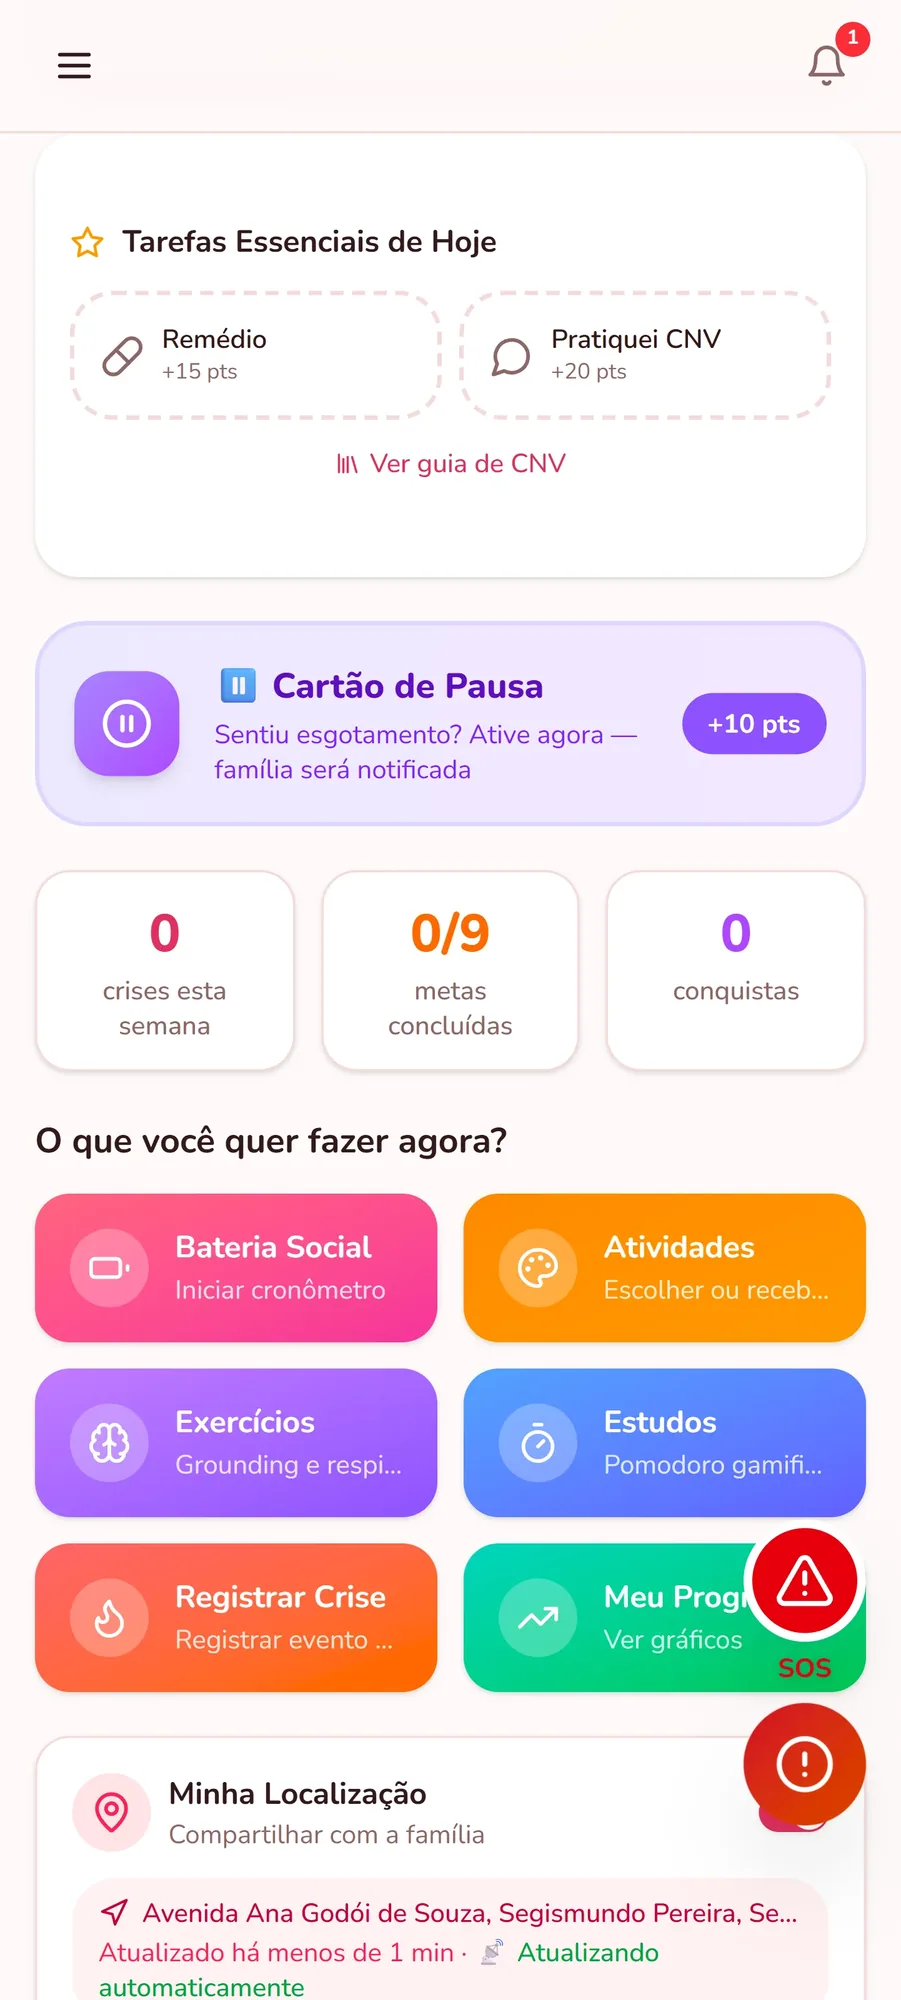 1
Tarefas Essenciais de Hoje
Remédio
+15 pts
Pratiquei CNV
+20 pts
Ver guia de CNV
Cartão de Pausa
Sentiu esgotamento? Ative agora —
família será notificada
+10 pts
0
crises esta
semana
0/9
metas
concluídas
0
conquistas
O que você quer fazer agora?
Bateria Social
Iniciar cronômetro
Atividades
Escolher ou receb...
Exercícios
Grounding e respi...
Estudos
Pomodoro gamifi...
Registrar Crise
Registrar evento ...
Meu Progr
Ver gráficos
SOS
Minha Localização
Compartilhar com a família
Avenida Ana Godói de Souza, Segismundo Pereira, Se...
Atualizado há menos de 1 min · Atualizando
automaticamente